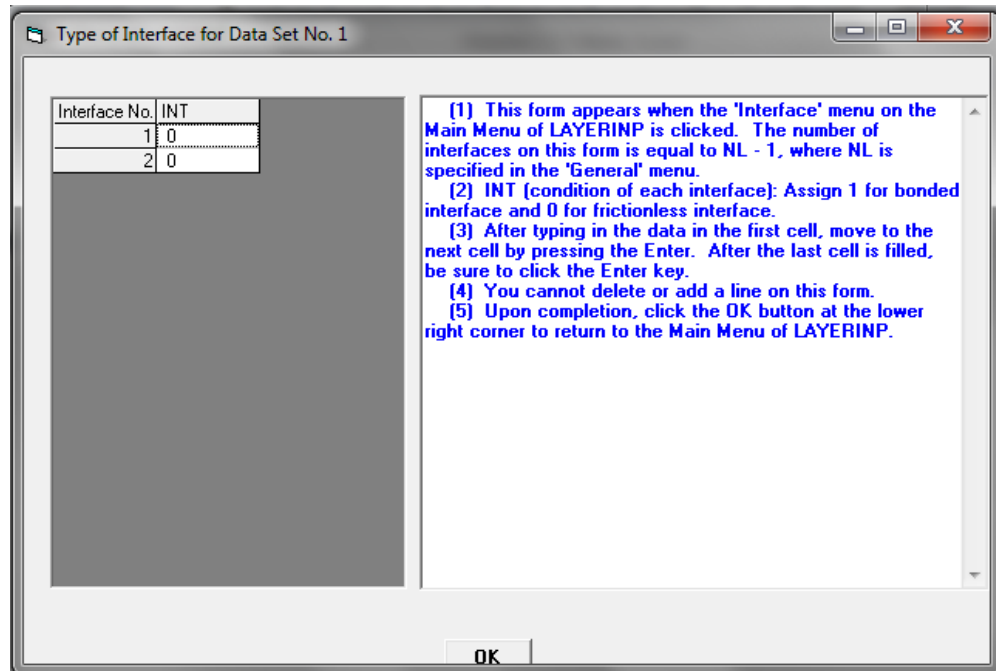 Type of Interface for Data Set No. 1
Interface No. INT
1 0
2 0
(1) This form appears when the 'Interface' menu on the
Main Menu of LAYERINP is clicked. The number of
interfaces on this form is equal to NL - 1, where NL is
specified in the 'General' menu.
(2) INT (condition of each interface): Assign 1 for bonded
interface and 0 for frictionless interface.
(3) After typing in the data in the first cell, move to the
next cell by pressing the Enter. After the last cell is filled,
be sure to click the Enter key.
(4) You cannot delete or add a line on this form.
(5) Upon completion, click the OK button at the lower
right corner to return to the Main Menu of LAYERINP.
OK